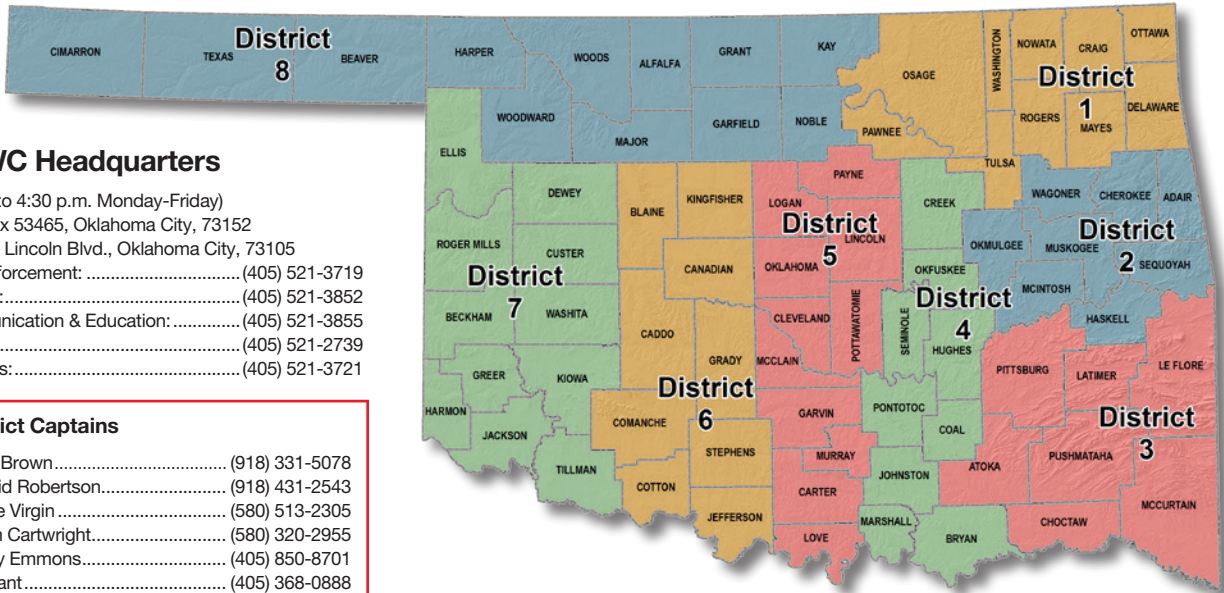 CIMARRON
TEXAS
District
8
BEAVER
HARPER
WOODS
ALFALFA
GRANT
KAY
WOODWARD
MAJOR
GARFIELD
NOBLE
OSAGE
WASHINGTON
NOWATA
CRAIG
OTTAWA
District
1
ROGERS
MAYES
DELAWARE
PAWNEE
TULSA
WC Headquarters
to 4:30 p.m. Monday-Friday)
x 53465, Oklahoma City, 73152
Lincoln Blvd., Oklahoma City, 73105
forcement: ................................(405) 521-3719
:................................................(405) 521-3852
unication & Education:..............(405) 521-3855
..................................................(405) 521-2739
s:...............................................(405) 521-3721
rict Captains
Brown................................... (918) 331-5078
id Robertson.......................... (918) 431-2543
e Virgin................................... (580) 513-2305
n Cartwright............................ (580) 320-2955
y Emmons.............................. (405) 850-8701
ant.......................................... (405) 368-0888
ELLIS
DEWEY
ROGER MILLS
CUSTER
District
7
BECKHAM
WASHITA
GREER
KIOWA
HARMON
JACKSON
TILLMAN
BLAINE
KINGFISHER
CANADIAN
CADDO
GRADY
District
6
COMANCHE
STEPHENS
COTTON
JEFFERSON
PAYNE
LOGAN
District
5
LINCOLN
OKLAHOMA
CLEVELAND
POTTAWATOMIE
MCCLAIN
GARVIN
MURRAY
CARTER
LOVE
CREEK
OKFUSKEE
District
4
SEMINOLE
HUGHES
PONTOTOC
COAL
JOHNSTON
MARSHALL
BRYAN
WAGONER
CHEROKEE
ADAIR
OKMULGEE
MUSKOGEE
District
2
SEQUOYAH
MCINTOSH
HASKELL
PITTSBURG
LATIMER
LE FLORE
District
3
ATOKA
PUSHMATAHA
MCCURTAIN
CHOCTAW